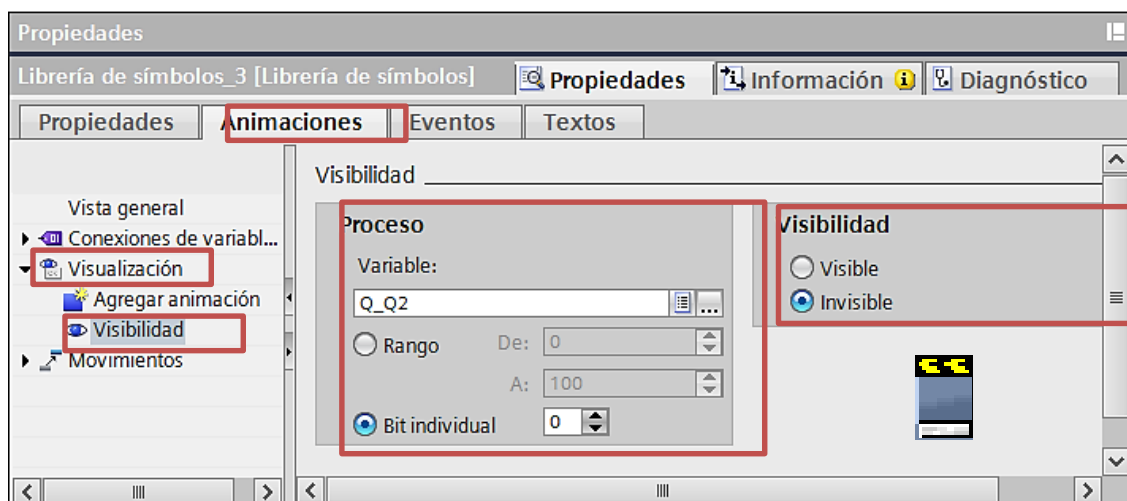 Propiedades
Librería de símbolos_3 [Librería de símbolos] Propiedades Información Diagnóstico
Propiedades Animaciones Eventos Textos
Visibilidad
Vista general
Conexiones de variabl...
Visualización
Agregar animación
Visibilidad
Movimientos
Proceso
Variable:
Q_Q2
...
Rango De: 0
A: 100
Bit individual 0
Visibilidad
Visible
Invisible